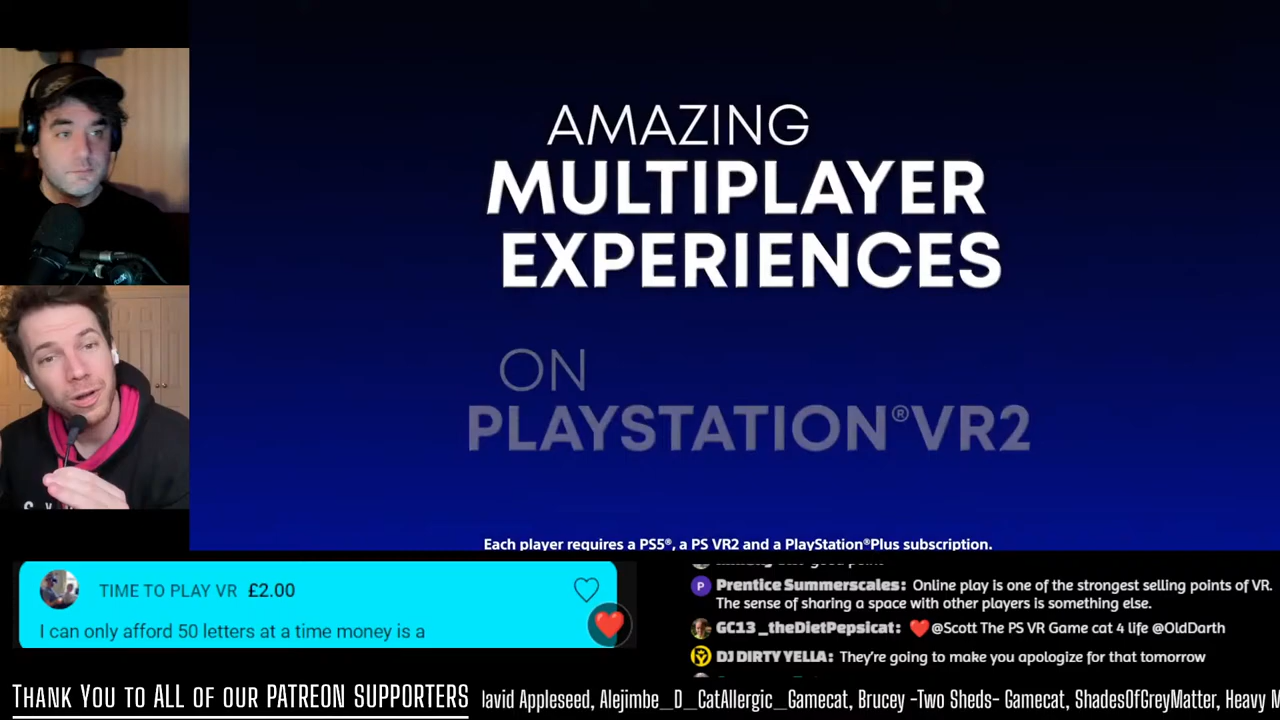 AMAZING
MULTIPLAYER
EXPERIENCES
ON
PLAYSTATION®VR2
Each player requires a PS5®, a PS VR2 and a PlayStation®Plus subscription.
TIME TO PLAY VR £2.00
I can only afford 50 letters at a time money is a
P Prentice Summerscales: Online play is one of the strongest selling points of VR.
The sense of sharing a space with other players is something else.
GC13 _theDietPepsicat: ❤️@Scott The PS VR Game cat 4 life @OldDarth
DJ DIRTY YELLA: They're going to make you apologize for that tomorrow
THANK YOU TO ALL OF OUR PATREON SUPPORTERS
David Appleseed, Alejimbe_D_CatAllergic_Gamecat, Brucey -Two Sheds- Gamecat, ShadesOfGreyMatter, Heavy M